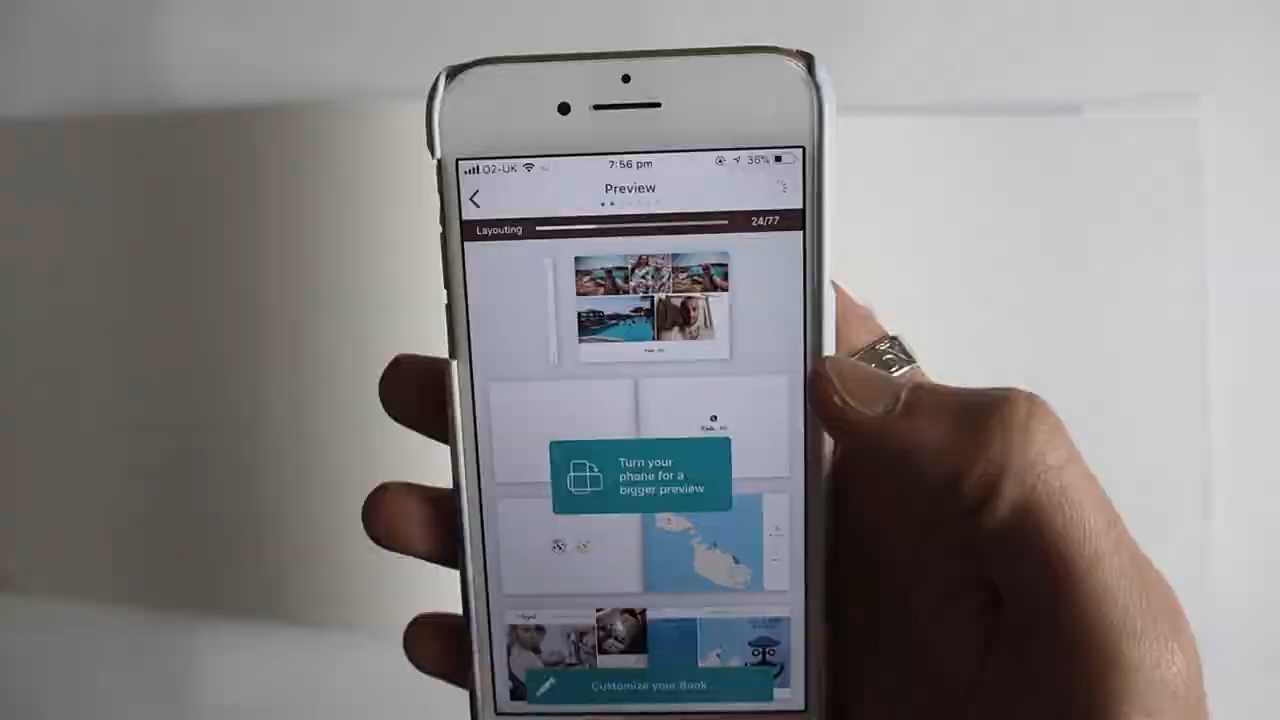 O2-UK
7:56 pm
36%
Preview
Layouting
24/77
Turn your
phone for a
bigger preview
Customize your Book